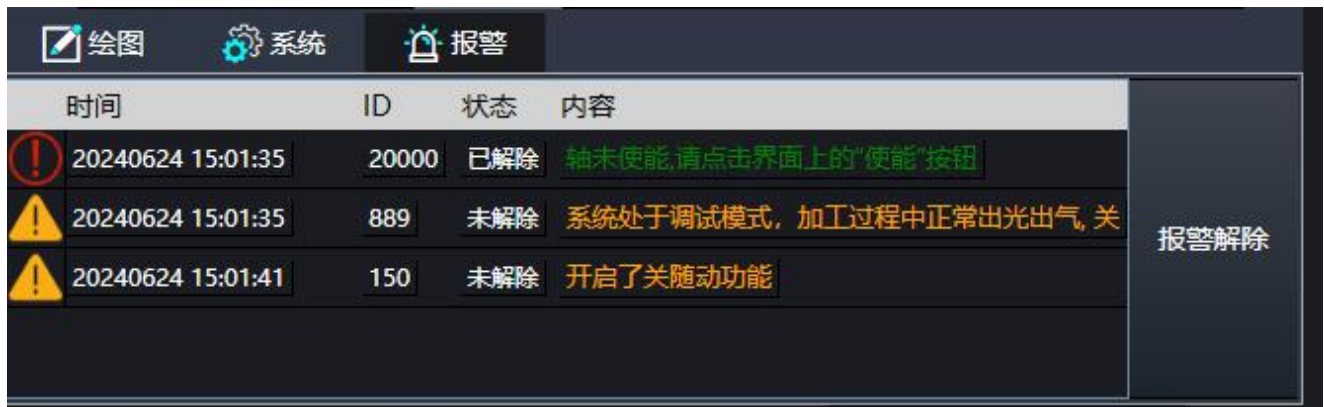 绘图 系统 报警
时间 ID 状态 内容
20240624 15:01:35 20000 已解除 轴未使能,请点击界面上的"使能"按钮
20240624 15:01:35 889 未解除 系统处于调试模式，加工过程中正常出光出气, 关
报警解除
20240624 15:01:41 150 未解除 开启了关随动功能